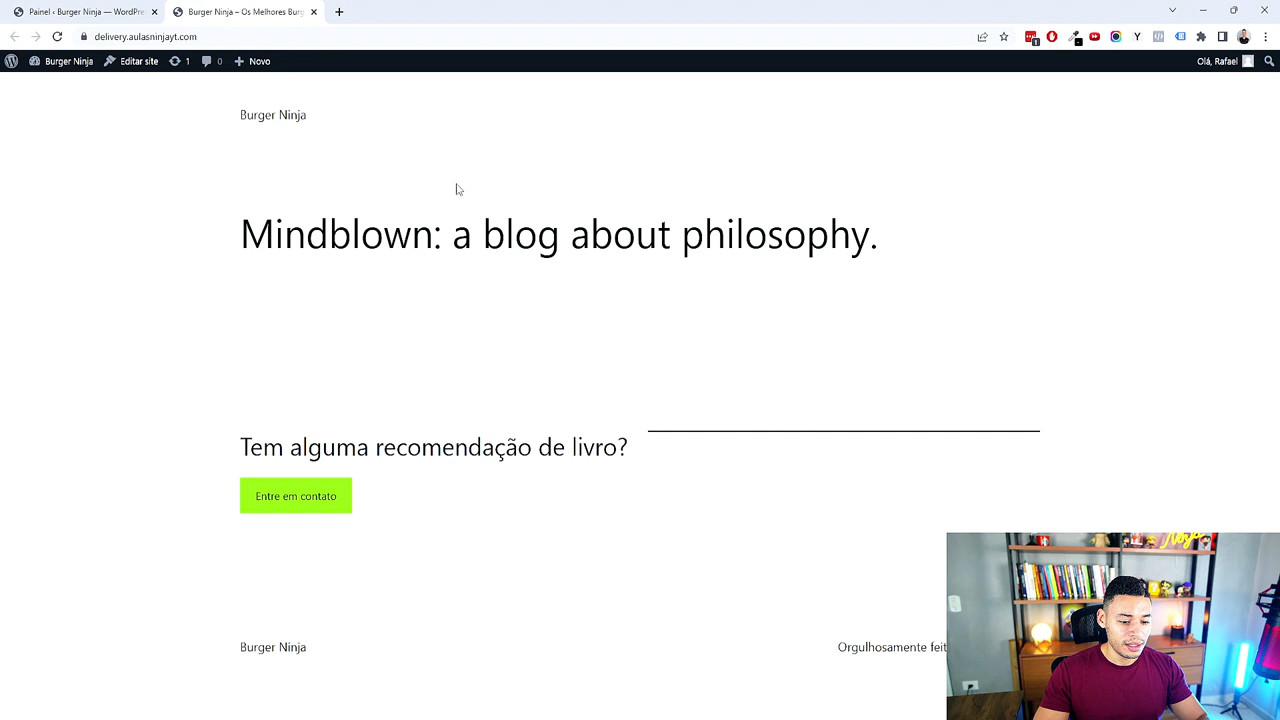 Painel ‹ Burger Ninja — WordPre
Burger Ninja – Os Melhores Burg
delivery.aulasninjayt.com
Burger Ninja
Editar site
1
0
Novo
Olá, Rafael
Burger Ninja
Mindblown: a blog about philosophy.
Tem alguma recomendação de livro?
Entre em contato
Burger Ninja
Orgulhosamente feit